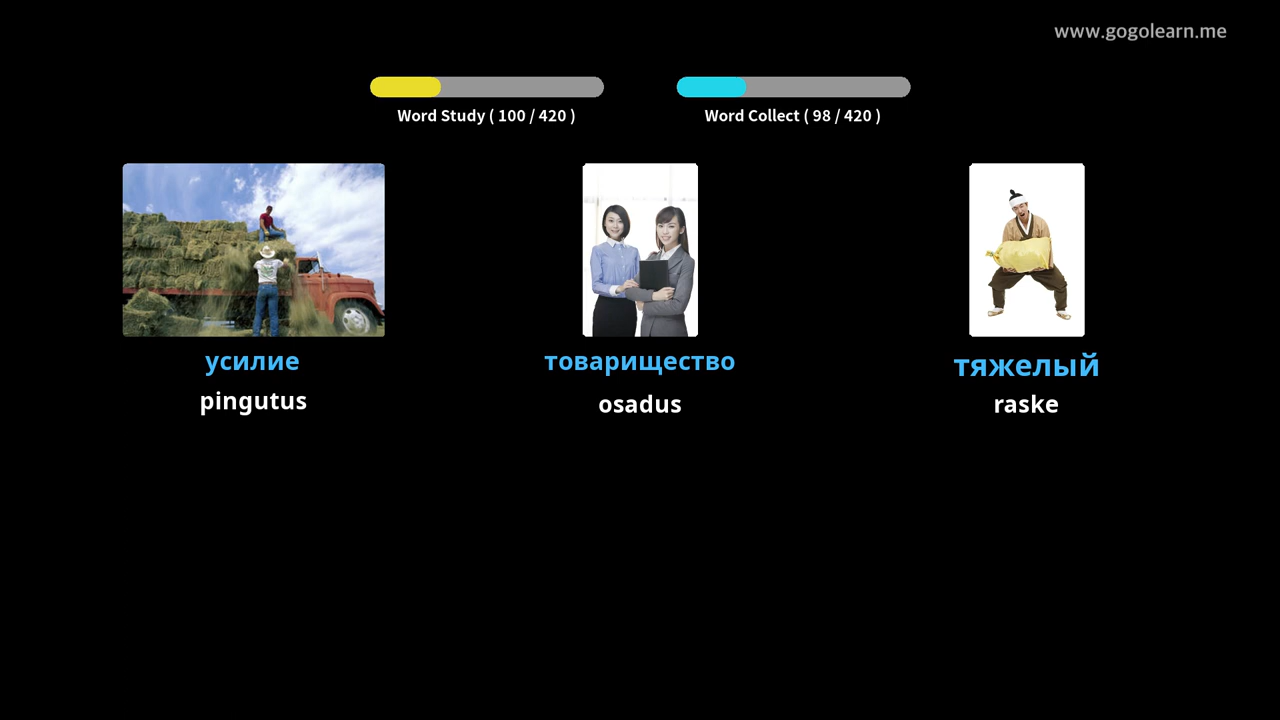 www.gogolearn.me
Word Study ( 100 / 420 )
Word Collect ( 98 / 420 )
усилие
pingutus
товарищество
osadus
тяжелый
raske